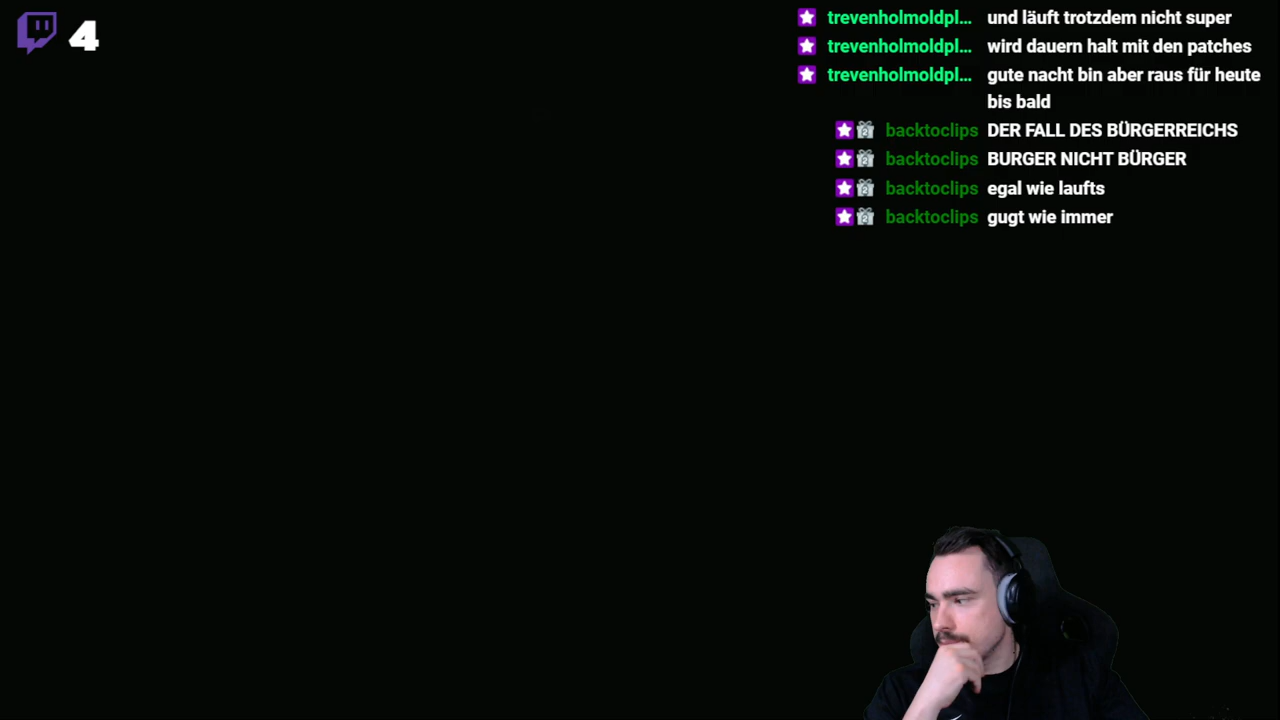 4
trevenholmoldpl... und läuft trotzdem nicht super
trevenholmoldpl... wird dauern halt mit den patches
trevenholmoldpl... gute nacht bin aber raus für heute
bis bald
backtoclips DER FALL DES BÜRGERREICHS
backtoclips BURGER NICHT BÜRGER
backtoclips egal wie laufts
backtoclips gugt wie immer